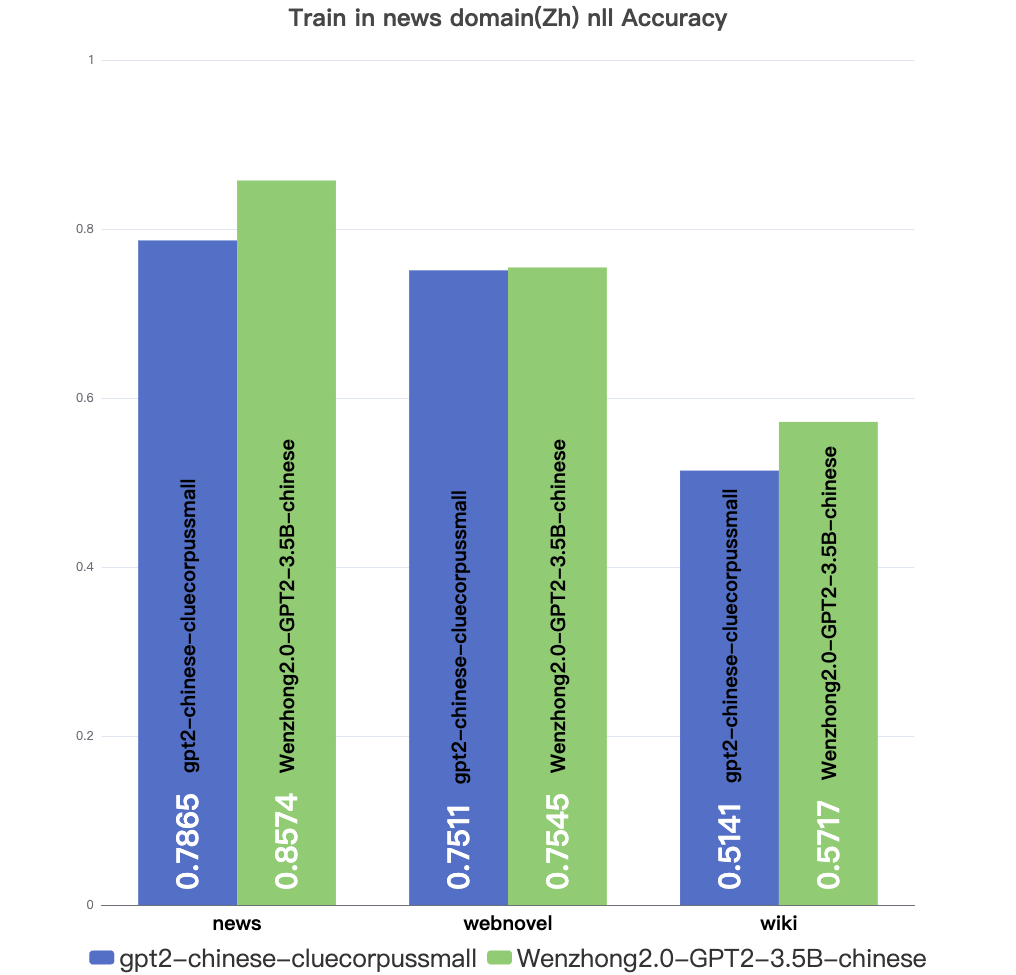 Train in news domain(Zh) nll Accuracy
1
0.8
0.6
0.4
0.2
0
0.7865 gpt2-chinese-cluecorpussmall
0.8574 Wenzhong2.0-GPT2-3.5B-chinese
0.7511 gpt2-chinese-cluecorpussmall
0.7545 Wenzhong2.0-GPT2-3.5B-chinese
0.5141 gpt2-chinese-cluecorpussmall
0.5717 Wenzhong2.0-GPT2-3.5B-chinese
news webnovel wiki
gpt2-chinese-cluecorpussmall Wenzhong2.0-GPT2-3.5B-chinese